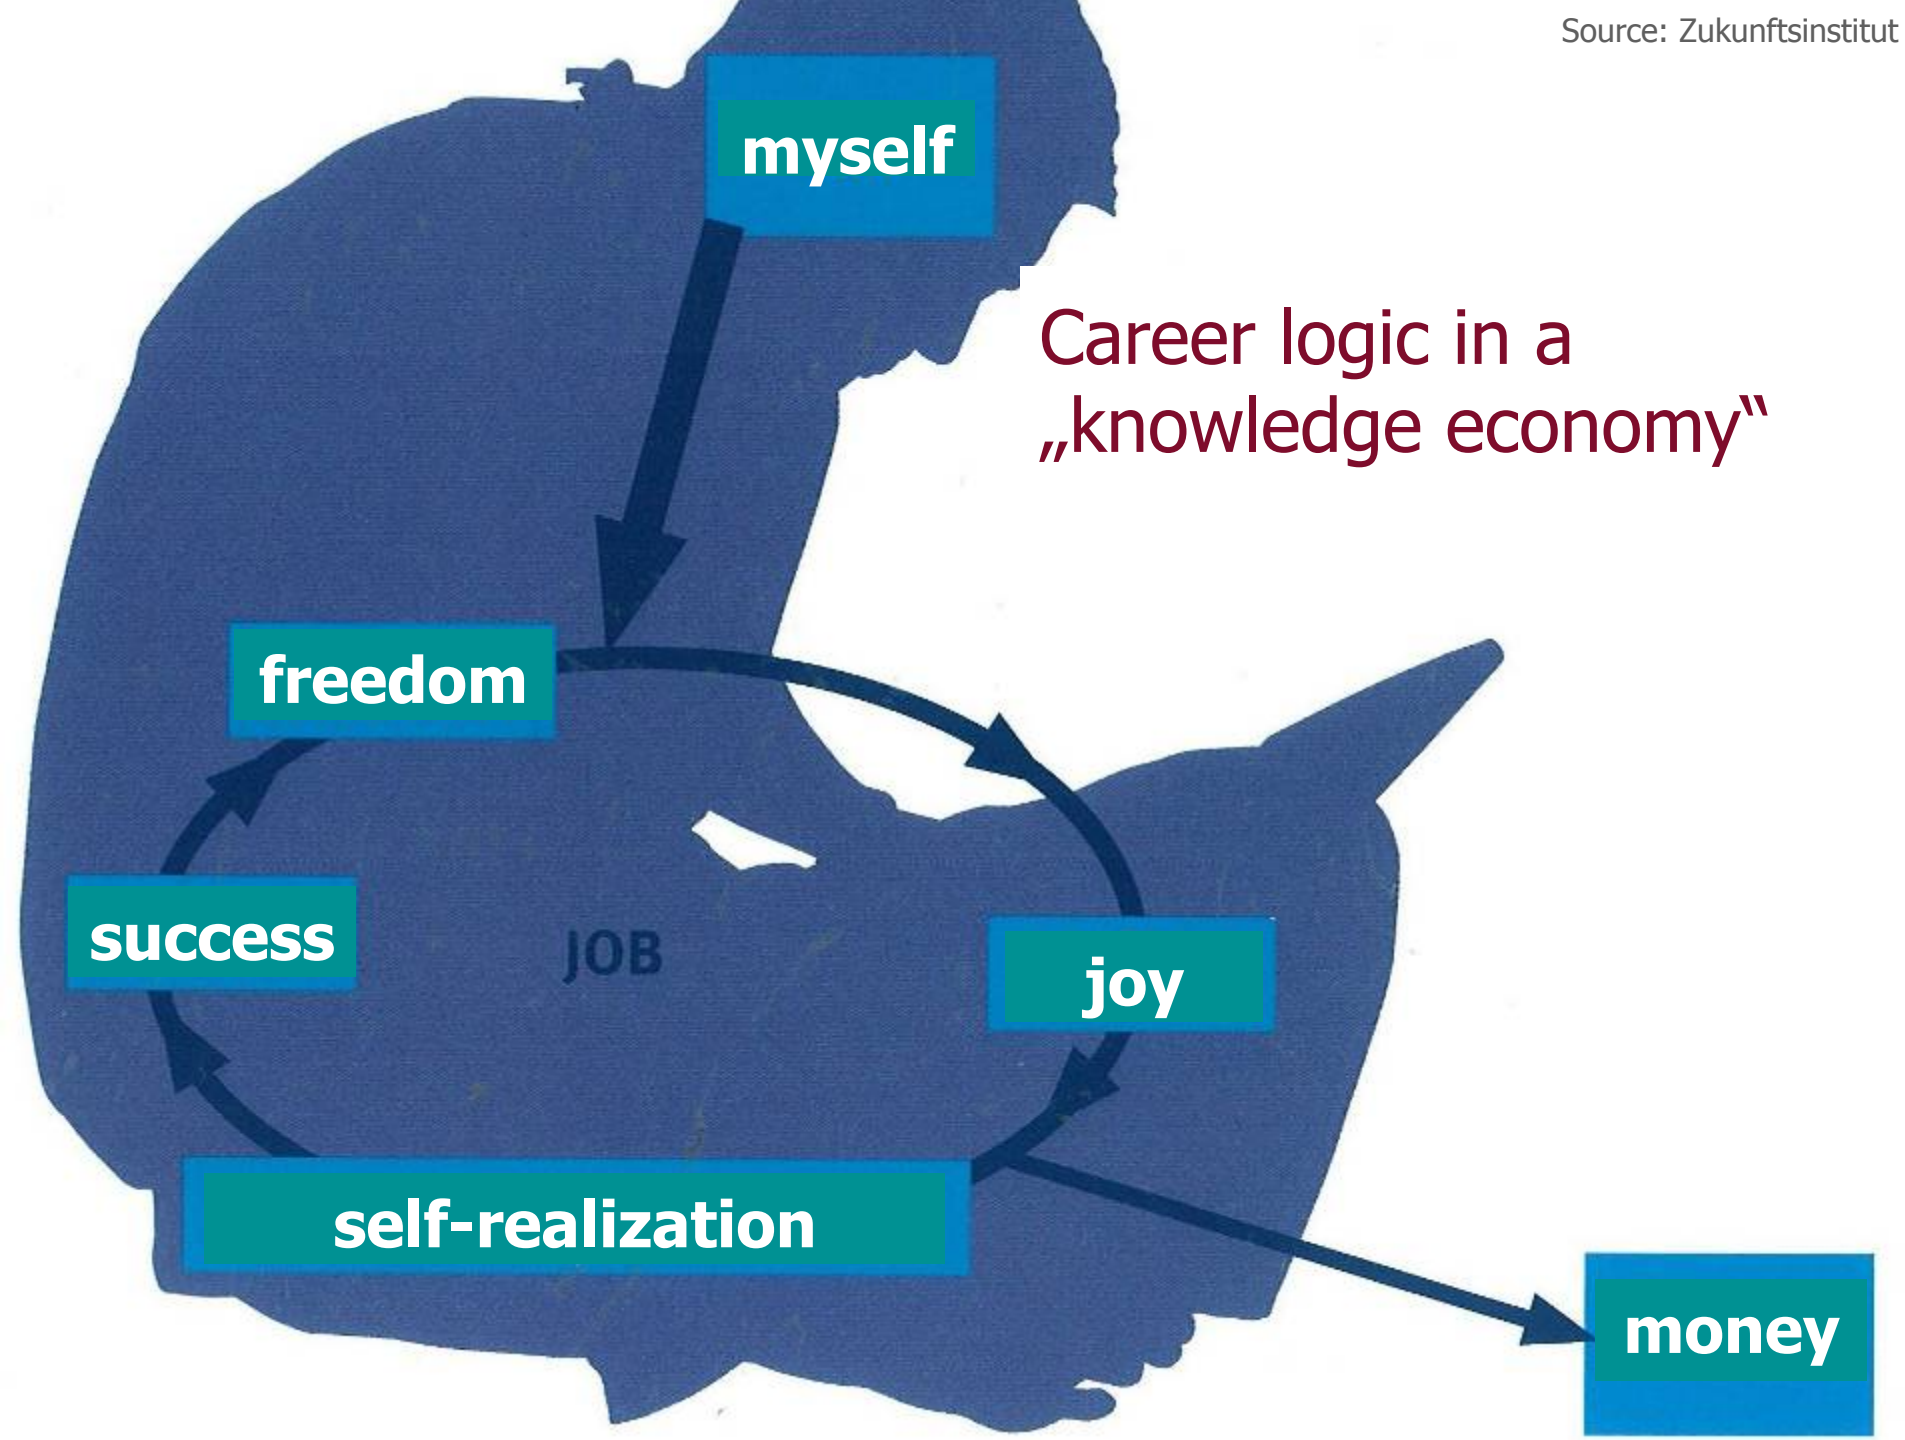 Source: Zukunftsinstitut
myself
Career logic in a
„knowledge economy“
freedom
success
JOB
joy
self-realization
money